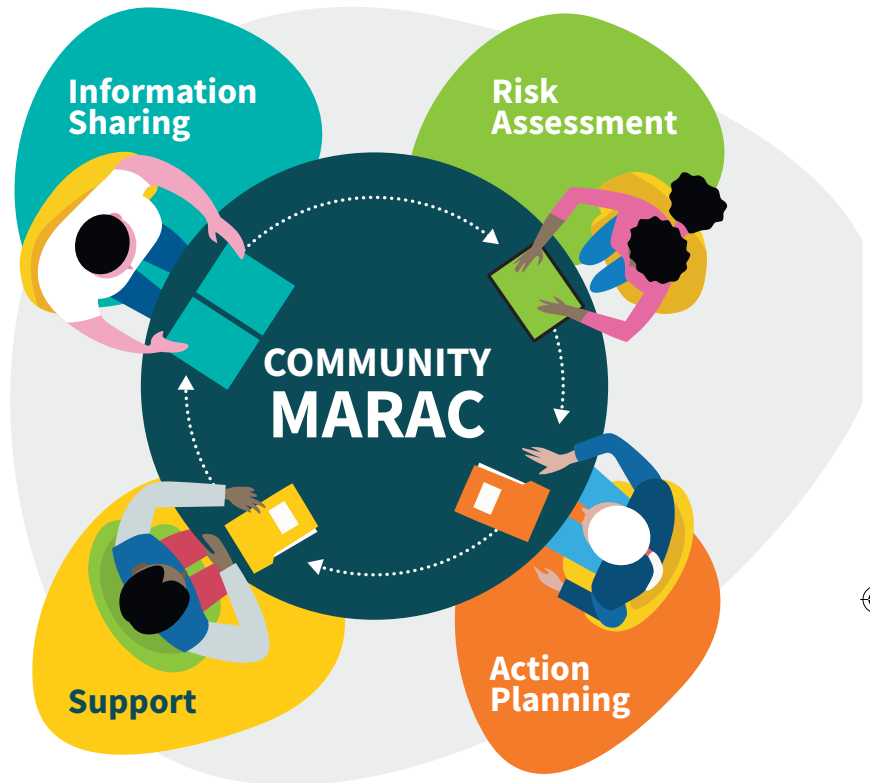 Information
Sharing
Risk
Assessment
COMMUNITY
MARAC
Support
Action
Planning